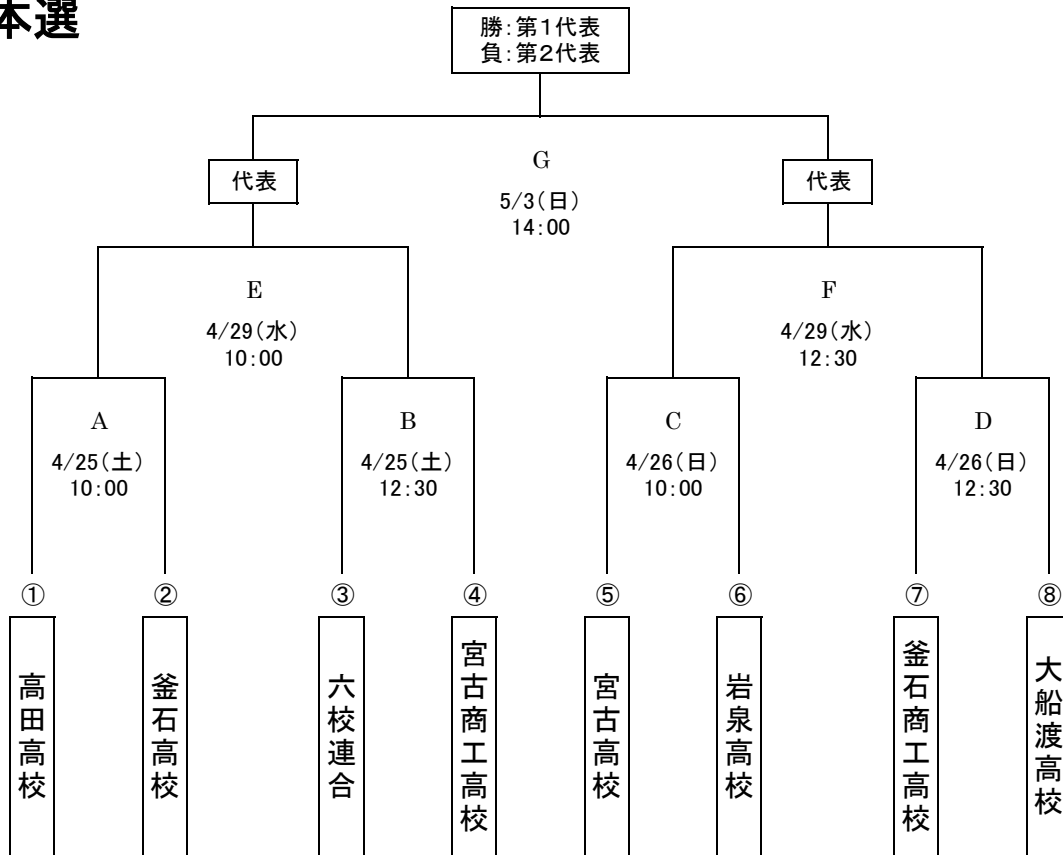 本選
勝:第1代表
負:第2代表
代表
G
5/3(日)
14:00
代表
E
4/29(水)
10:00
F
4/29(水)
12:30
A
4/25(土)
10:00
B
4/25(土)
12:30
C
4/26(日)
10:00
D
4/26(日)
12:30
①
②
③
④
⑤
⑥
⑦
⑧
高田高校
釜石高校
六校連合
宮古商工高校
宮古高校
岩泉高校
釜石商工高校
大船渡高校